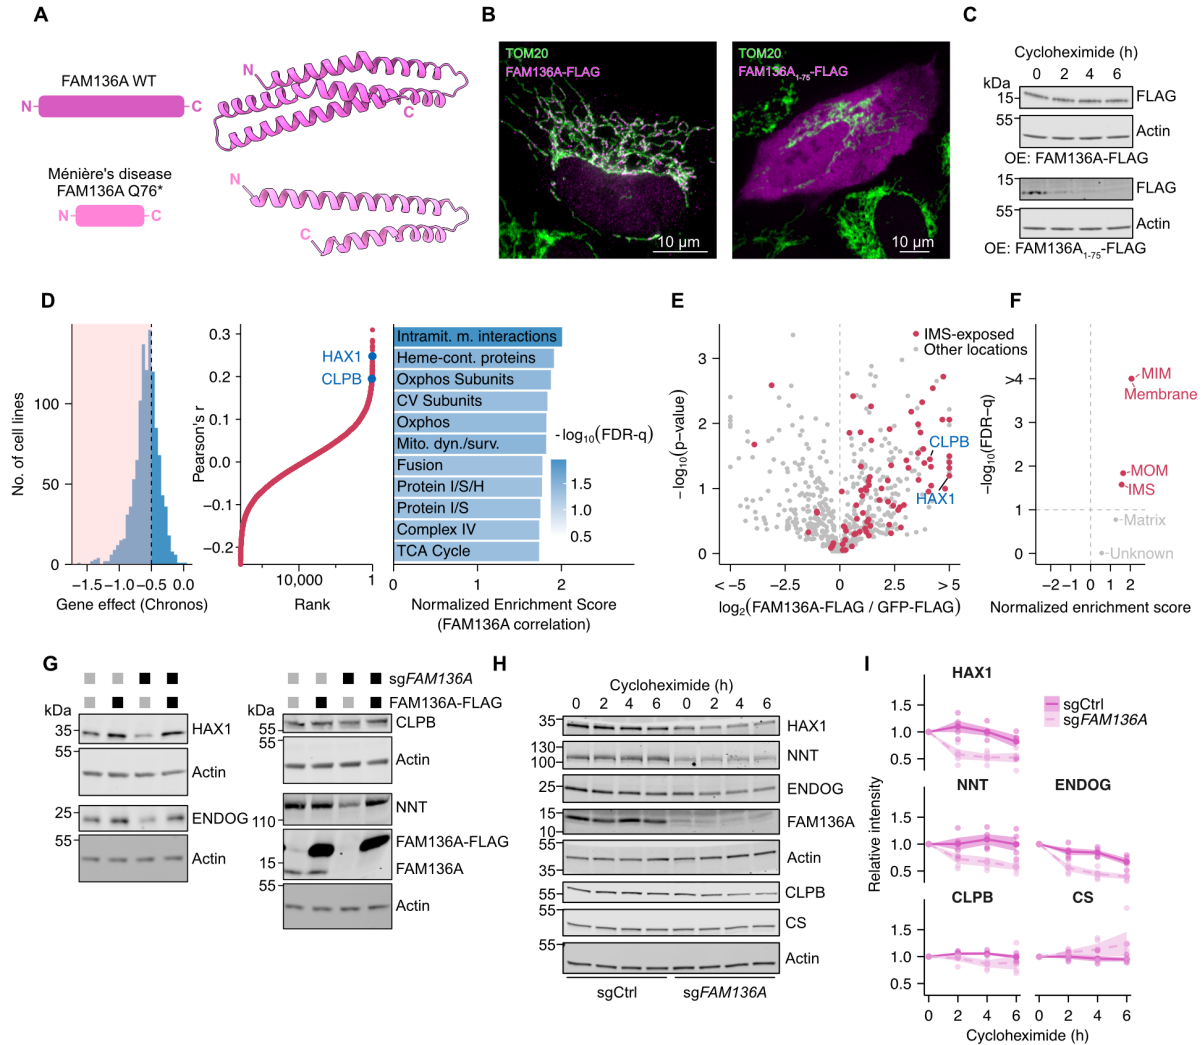 A
FAM136A WT
N
C
N
C
Ménière's disease
FAM136A Q76*
N
C
N
C
B
TOM20
FAM136A-FLAG
10 μm
TOM20
FAM136A1-75-FLAG
10 μm
C
Cycloheximide (h)
0 2 4 6
kDa
15
FLAG
55
Actin
OE: FAM136A-FLAG
15
FLAG
55
Actin
OE: FAM136A1-75-FLAG
D
No. of cell lines
100
50
0
−1.5 −1.0 −0.5 0.0
Gene effect (Chronos)
Pearson's r
0.3
0.2
0.1
0.0
−0.1
−0.2
HAX1
CLPB
10,000 1
Rank
Intramit. m. interactions
Heme-cont. proteins
Oxphos Subunits
CV Subunits
Oxphos
Mito. dyn./surv.
Fusion
Protein I/S/H
Protein I/S
Complex IV
TCA Cycle
0 1 2
Normalized Enrichment Score
(FAM136A correlation)
-log10(FDR-q)
1.5
1.0
0.5
E
−log10(p−value)
3
2
1
0
IMS-exposed
Other locations
CLPB
HAX1
< −5 −2.5 0 2.5 > 5
log2(FAM136A-FLAG / GFP-FLAG)
F
−log10(FDR−q)
>4
3
2
1
0
MIM
Membrane
MOM
IMS
Matrix
Unknown
−2 −1 0 1 2
Normalized enrichment score
G
sgFAM136A
FAM136A-FLAG
kDa
35
HAX1
55
Actin
25
ENDOG
55
Actin
kDa
55
CLPB
55
Actin
NNT
110
FAM136A-FLAG
15
FAM136A
55
Actin
H
Cycloheximide (h)
0 2 4 6 0 2 4 6
35
HAX1
130
100
NNT
25
ENDOG
15
10
FAM136A
55
35
Actin
55
CLPB
55
CS
55
Actin
sgCtrl
sgFAM136A
I
HAX1
sgCtrl
sgFAM136A
1.5
1.0
0.5
NNT
ENDOG
1.5
1.0
0.5
CLPB
CS
1.5
1.0
0.5
Relative intensity
0 2 4 6 0 2 4 6
Cycloheximide (h)